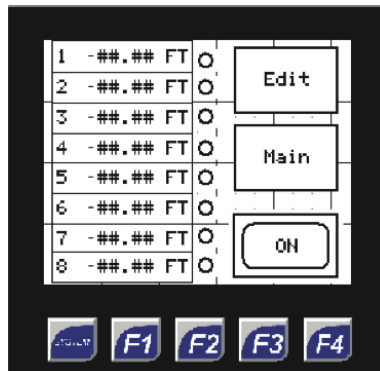 1 -##.## FT
2 -##.## FT
3 -##.## FT
4 -##.## FT
5 -##.## FT
6 -##.## FT
7 -##.## FT
8 -##.## FT
Edit
Main
ON
SYSTEM F1 F2 F3 F4